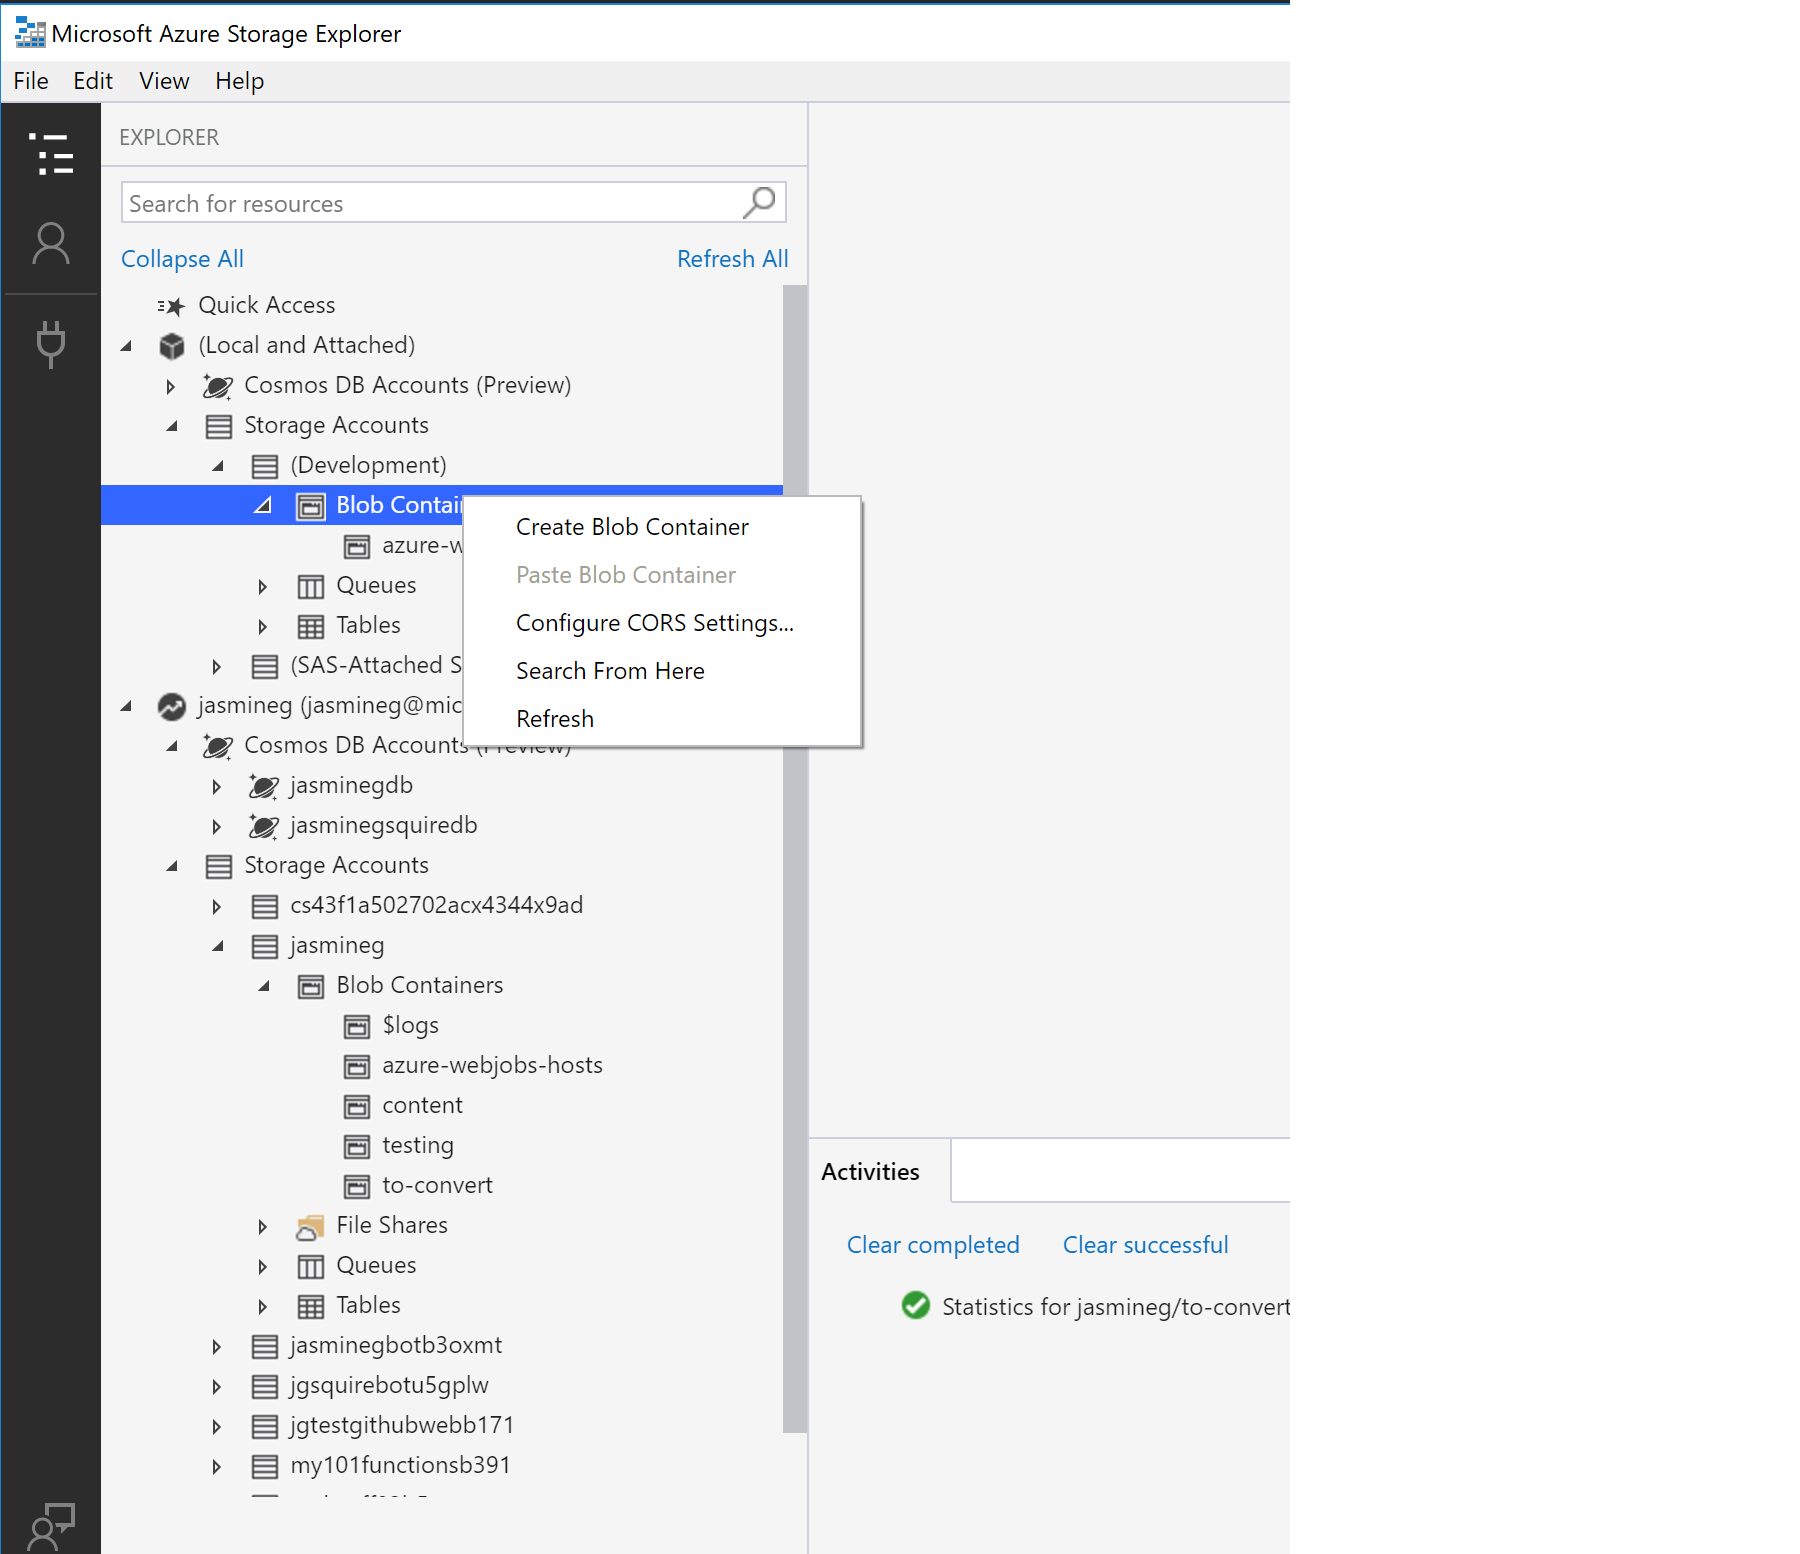 Microsoft Azure Storage Explorer
File Edit View Help
EXPLORER
Search for resources
Collapse All Refresh All
Quick Access
(Local and Attached)
Cosmos DB Accounts (Preview)
Storage Accounts
(Development)
Blob Contai
azure-w
Queues
Tables
(SAS-Attached S
jasmineg (jasmineg@mic
Cosmos DB Accounts (Preview)
jasminegdb
jasminegsquiredb
Storage Accounts
cs43f1a502702acx4344x9ad
jasmineg
Blob Containers
$logs
azure-webjobs-hosts
content
testing
to-convert
File Shares
Queues
Tables
jasminegbotb3oxmt
jgsquirebotu5gplw
jgtestgithubwebb171
my101functionsb391
Create Blob Container
Paste Blob Container
Configure CORS Settings...
Search From Here
Refresh
Activities
Clear completed Clear successful
Statistics for jasmineg/to-convert